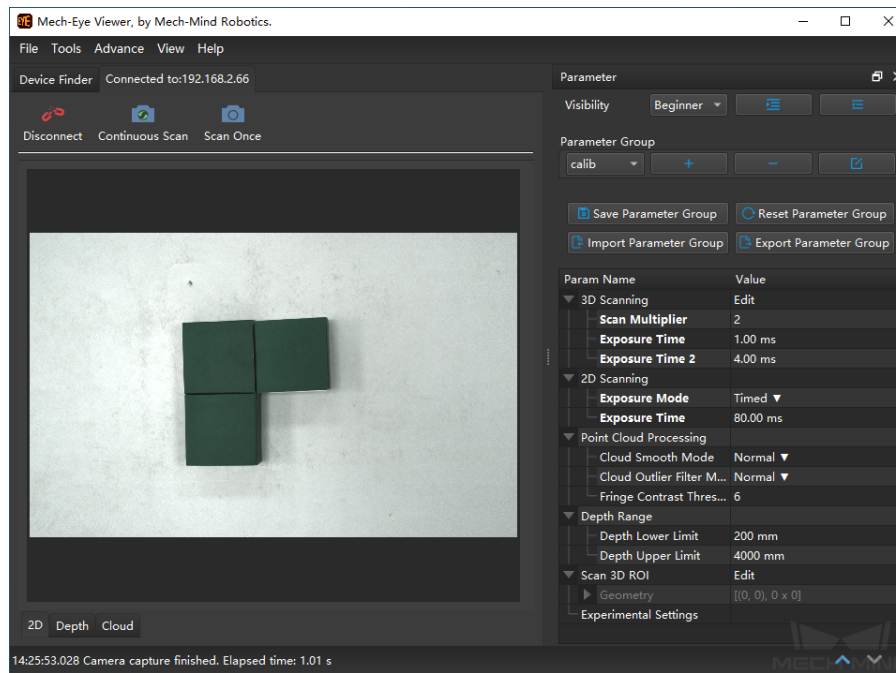 EYE Mech-Eye Viewer, by Mech-Mind Robotics.
File Tools Advance View Help
Device Finder Connected to:192.168.2.66
Disconnect Continuous Scan Scan Once
2D Depth Cloud
Parameter
Visibility Beginner
Parameter Group
calib
Save Parameter Group Reset Parameter Group
Import Parameter Group Export Parameter Group
Param Name Value
3D Scanning Edit
Scan Multiplier 2
Exposure Time 1.00 ms
Exposure Time 2 4.00 ms
2D Scanning
Exposure Mode Timed ▼
Exposure Time 80.00 ms
Point Cloud Processing
Cloud Smooth Mode Normal ▼
Cloud Outlier Filter M... Normal ▼
Fringe Contrast Thres... 6
Depth Range
Depth Lower Limit 200 mm
Depth Upper Limit 4000 mm
Scan 3D ROI Edit
Geometry [(0, 0), 0 x 0]
Experimental Settings
14:25:53.028 Camera capture finished. Elapsed time: 1.01 s